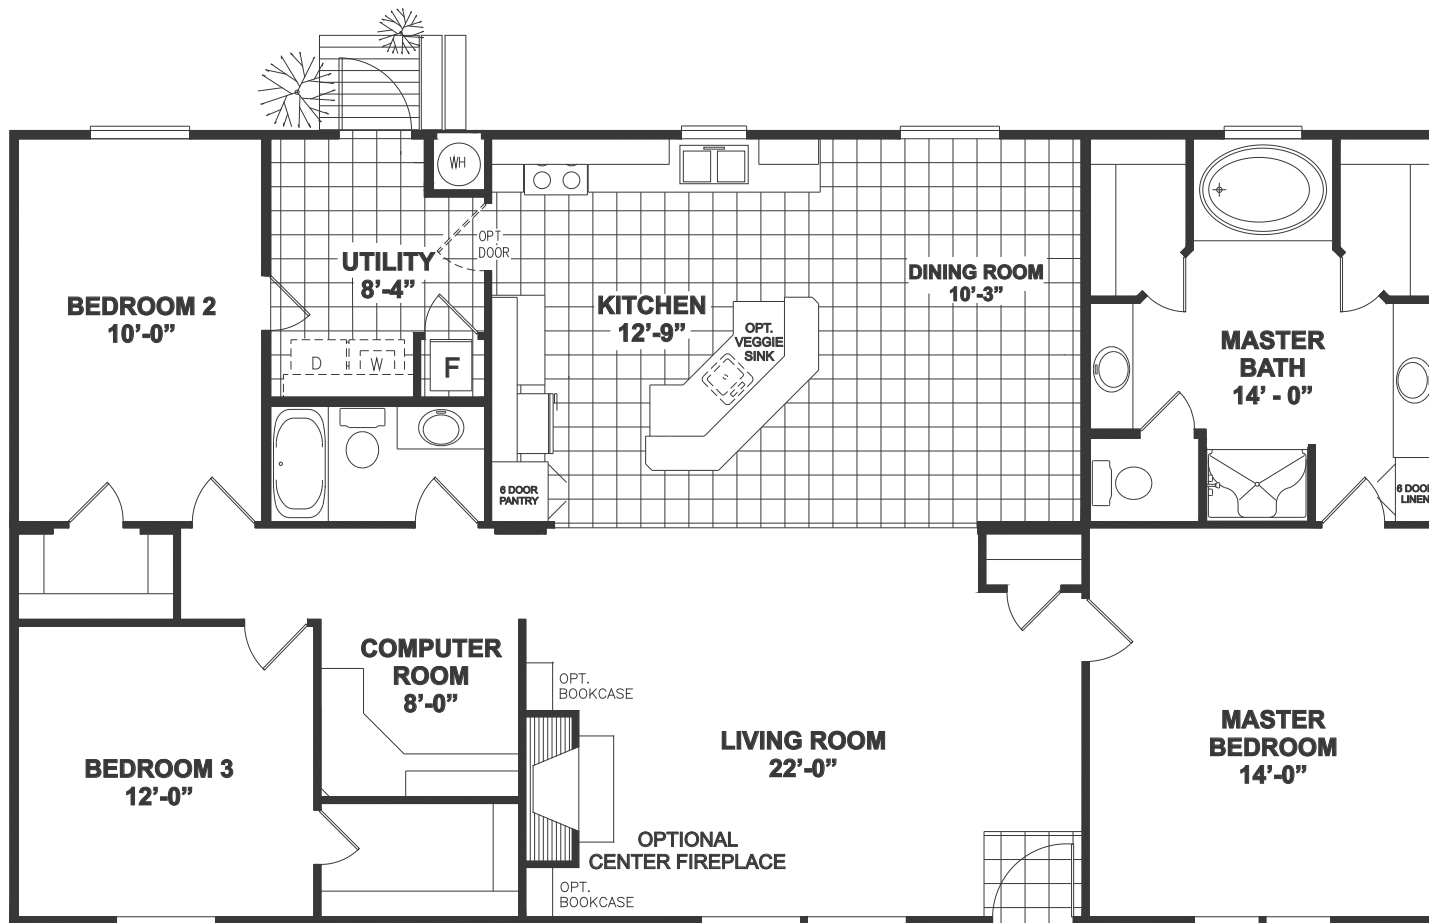 WH
OPT
DOOR
UTILITY
8’-4”
DINING ROOM
10’-3”
BEDROOM 2
10’-0”
KITCHEN
12’-9”
OPT.
VEGGIE
SINK
MASTER
BATH
14’ - 0”
D
W
F
6 DOOR
PANTRY
6 DOOR
LINEN
COMPUTER
ROOM
8’-0”
OPT.
BOOKCASE
LIVING ROOM
22’-0”
MASTER
BEDROOM
14’-0”
BEDROOM 3
12’-0”
OPTIONAL
CENTER FIREPLACE
OPT.
BOOKCASE